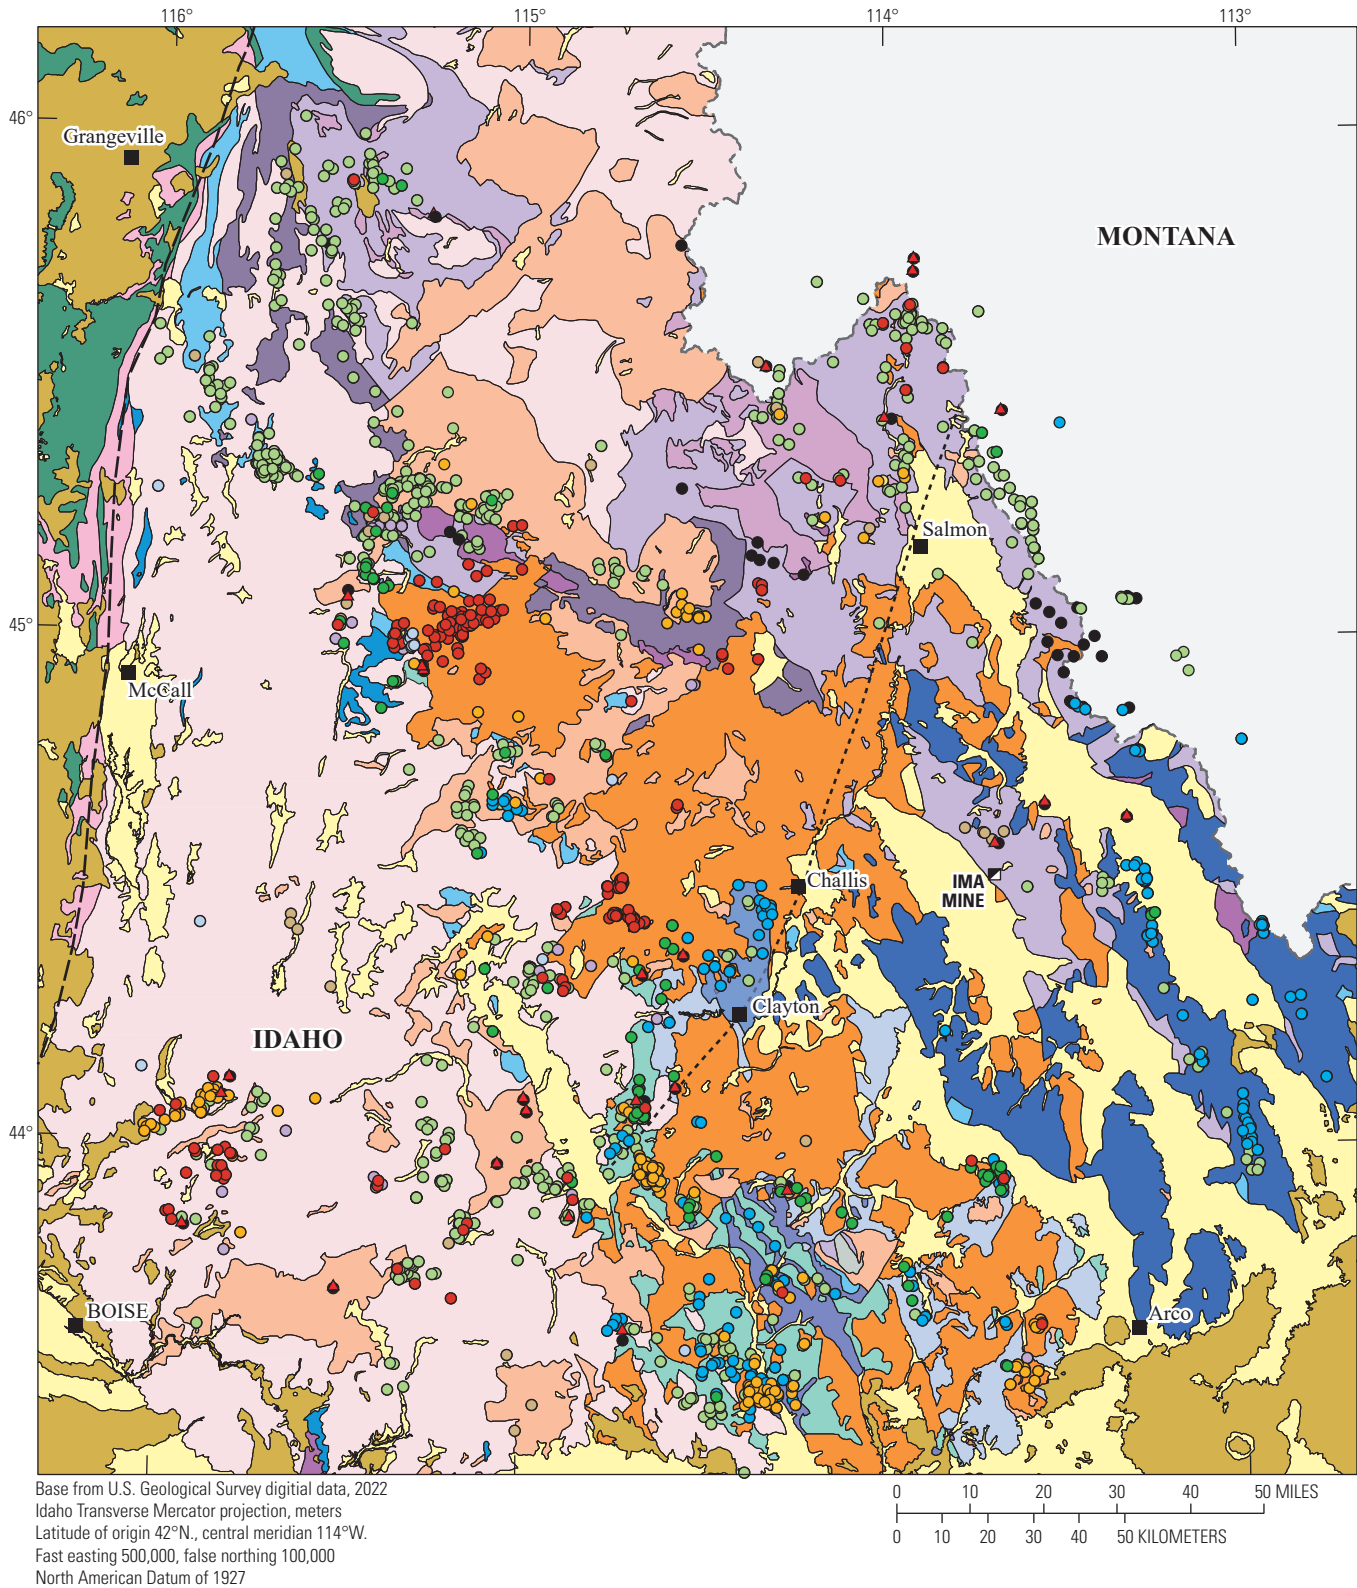 116° 115° 114° 113°
46°
Grangeville
MONTANA
Salmon
45°
McCall
Challis
IMA
MINE
Clayton
IDAHO
44°
BOISE
Arco
Base from U.S. Geological Survey digitial data, 2022
Idaho Transverse Mercator projection, meters
Latitude of origin 42°N., central meridian 114°W.
Fast easting 500,000, false northing 100,000
North American Datum of 1927
0 10 20 30 40 50 MILES
0 10 20 30 40 50 KILOMETERS